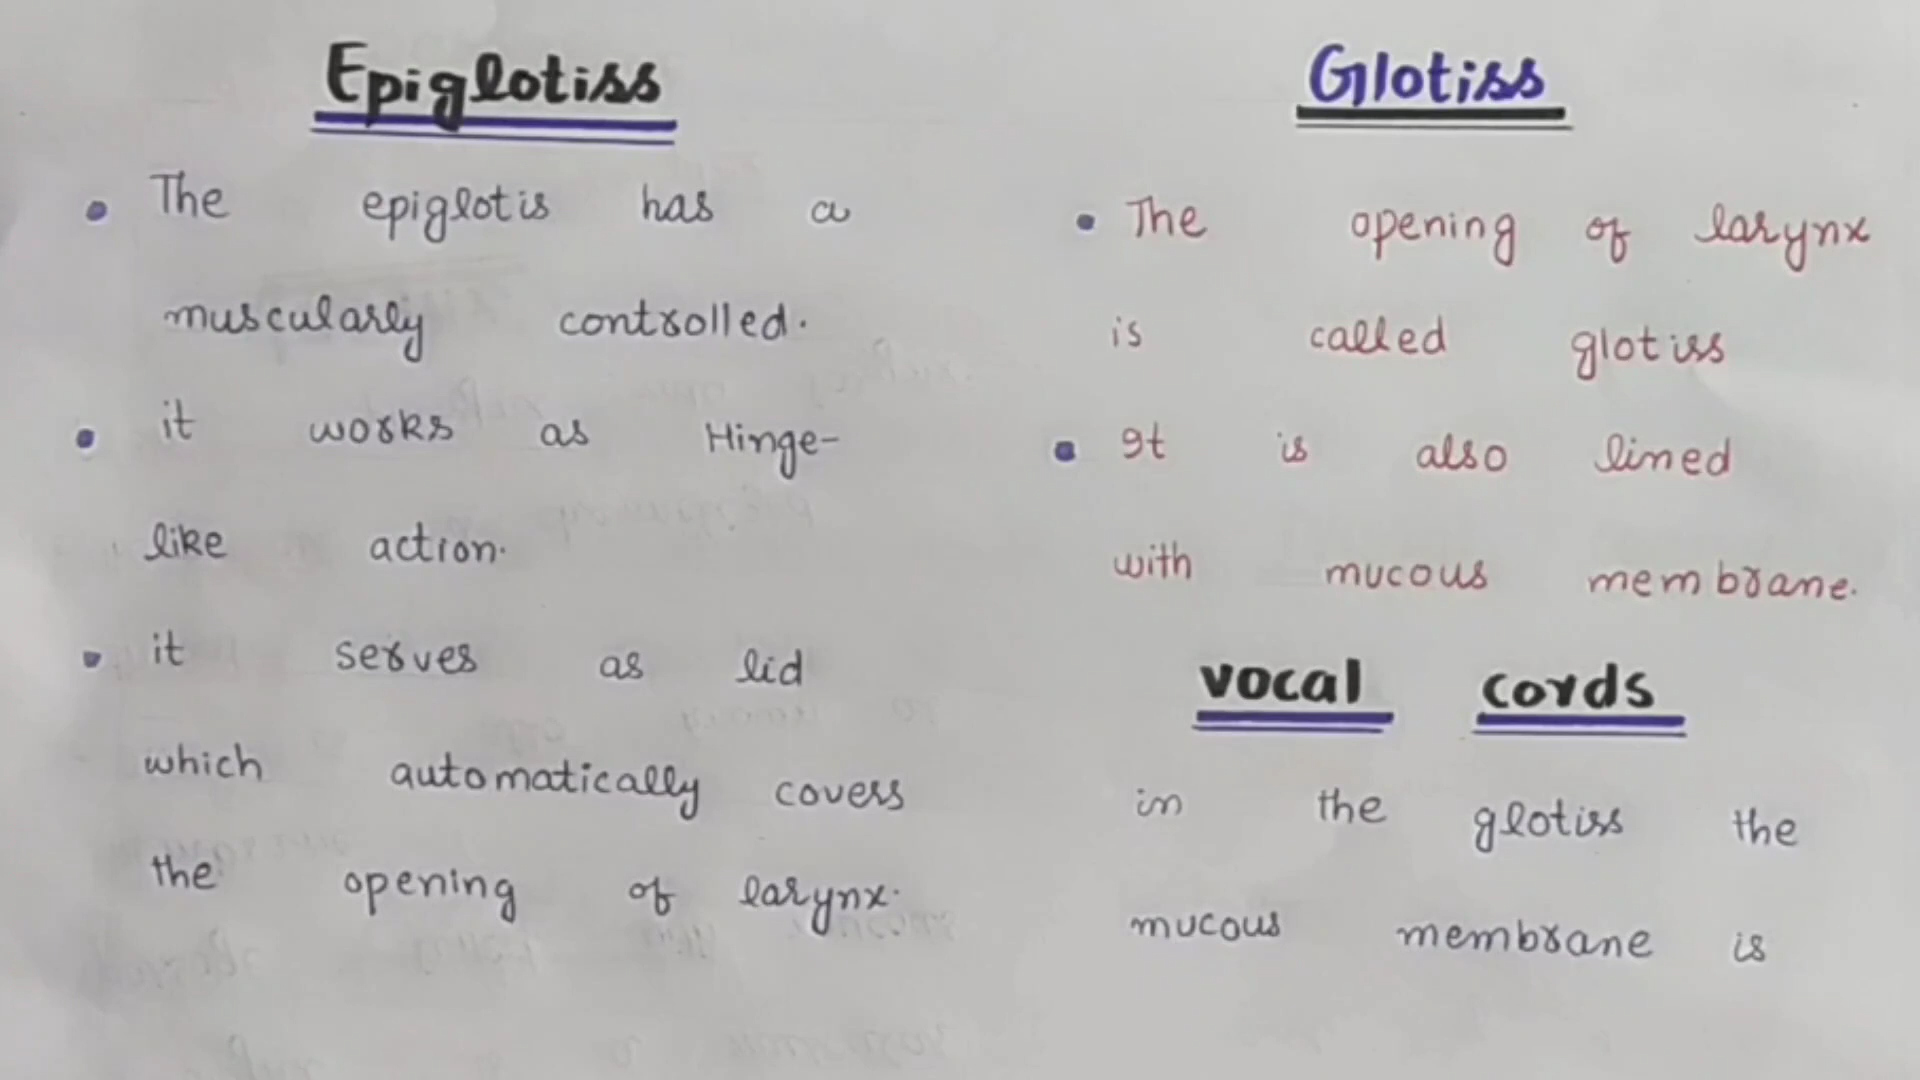 Epiglotiss
The epiglotis has a
muscularly controlled.
it works as Hinge-
like action.
it serves as lid
which automatically covers
the opening of larynx.
Glotiss
The opening of larynx
is called glotiss
It is also lined
with mucous membrane.
vocal cords
in the glotiss the
mucous membrane is